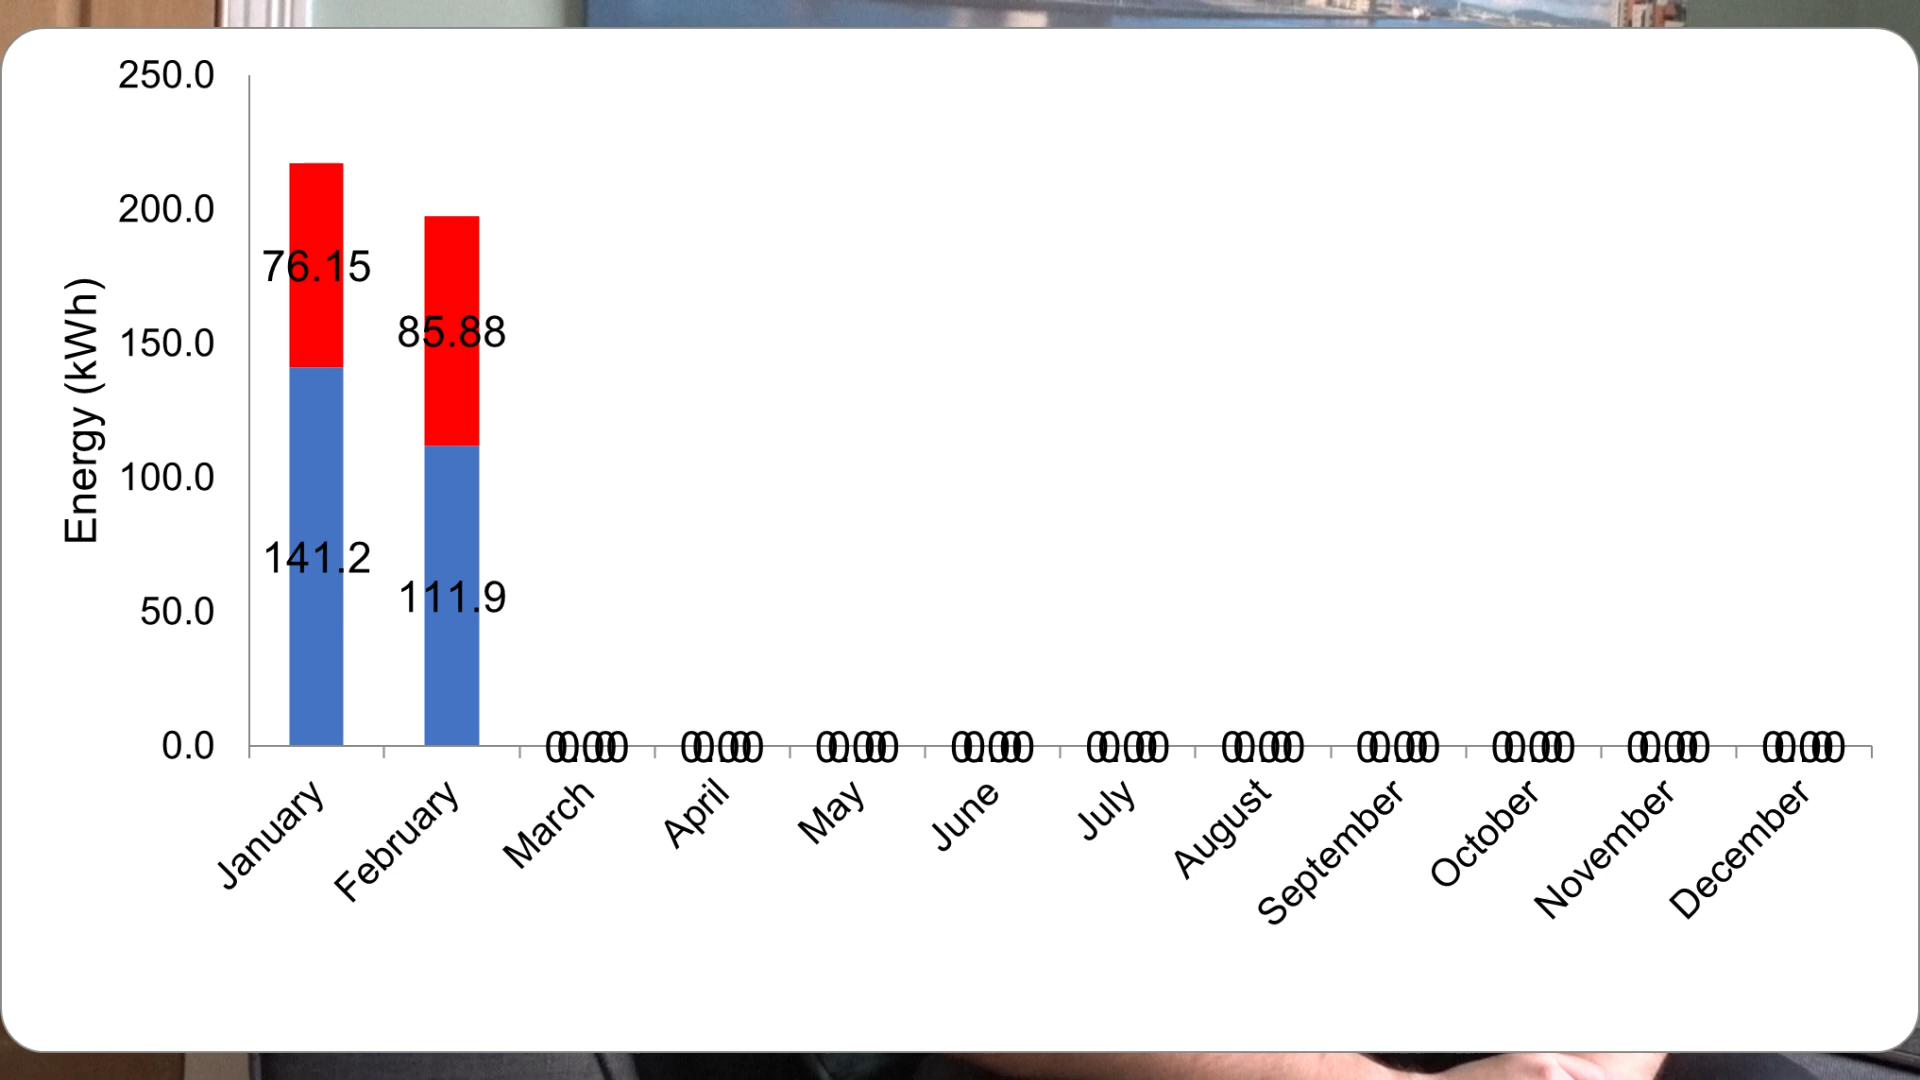 250.0
200.0
150.0
100.0
50.0
0.0
Energy (kWh)
76.15
85.88
141.2
111.9
January
February
March
April
May
June
July
August
September
October
November
December